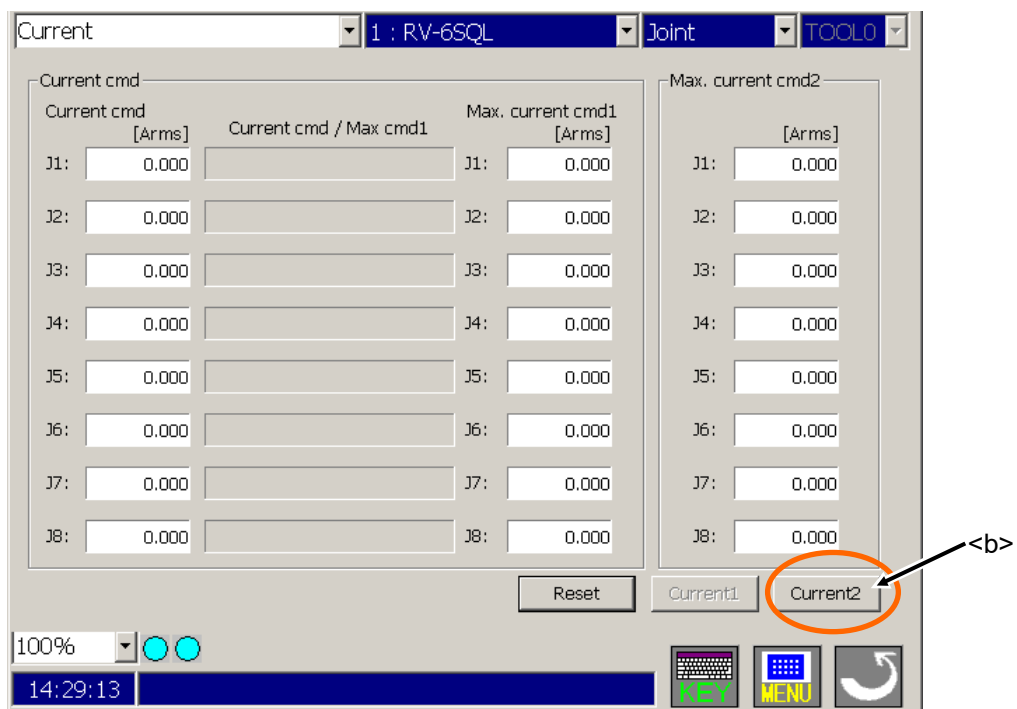 Current 1 : RV-6SQL Joint TOOL0
Current cmd Max. current cmd2
Current cmd Max. current cmd1
[Arms] Current cmd / Max cmd1 [Arms] [Arms]
J1: 0.000 J1: 0.000 J1: 0.000
J2: 0.000 J2: 0.000 J2: 0.000
J3: 0.000 J3: 0.000 J3: 0.000
J4: 0.000 J4: 0.000 J4: 0.000
J5: 0.000 J5: 0.000 J5: 0.000
J6: 0.000 J6: 0.000 J6: 0.000
J7: 0.000 J7: 0.000 J7: 0.000
J8: 0.000 J8: 0.000 J8: 0.000
<b>
Reset Current1 Current2
100%
KEY MENU
14:29:13